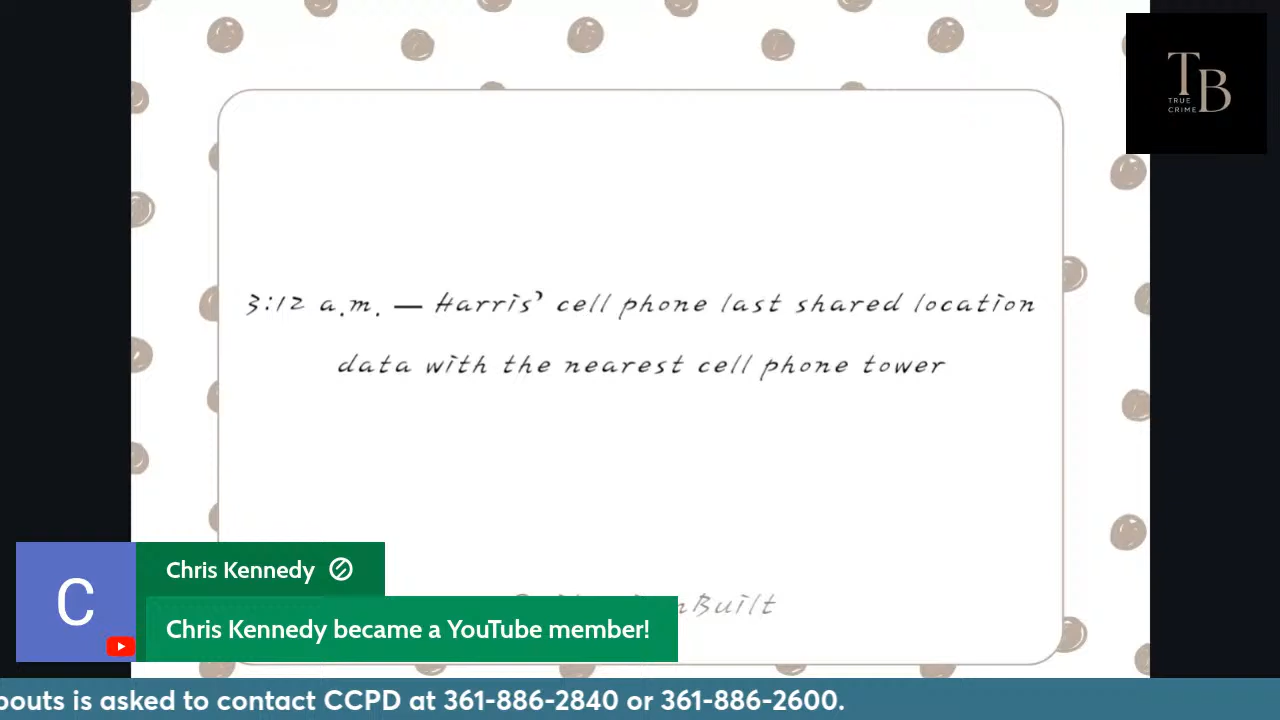 TB
TRUE
CRIME
3:12 a.m. — Harris' cell phone last shared location
data with the nearest cell phone tower
C
Chris Kennedy
Chris Kennedy became a YouTube member!
is asked to contact CCPD at 361-886-2840 or 361-886-2600.